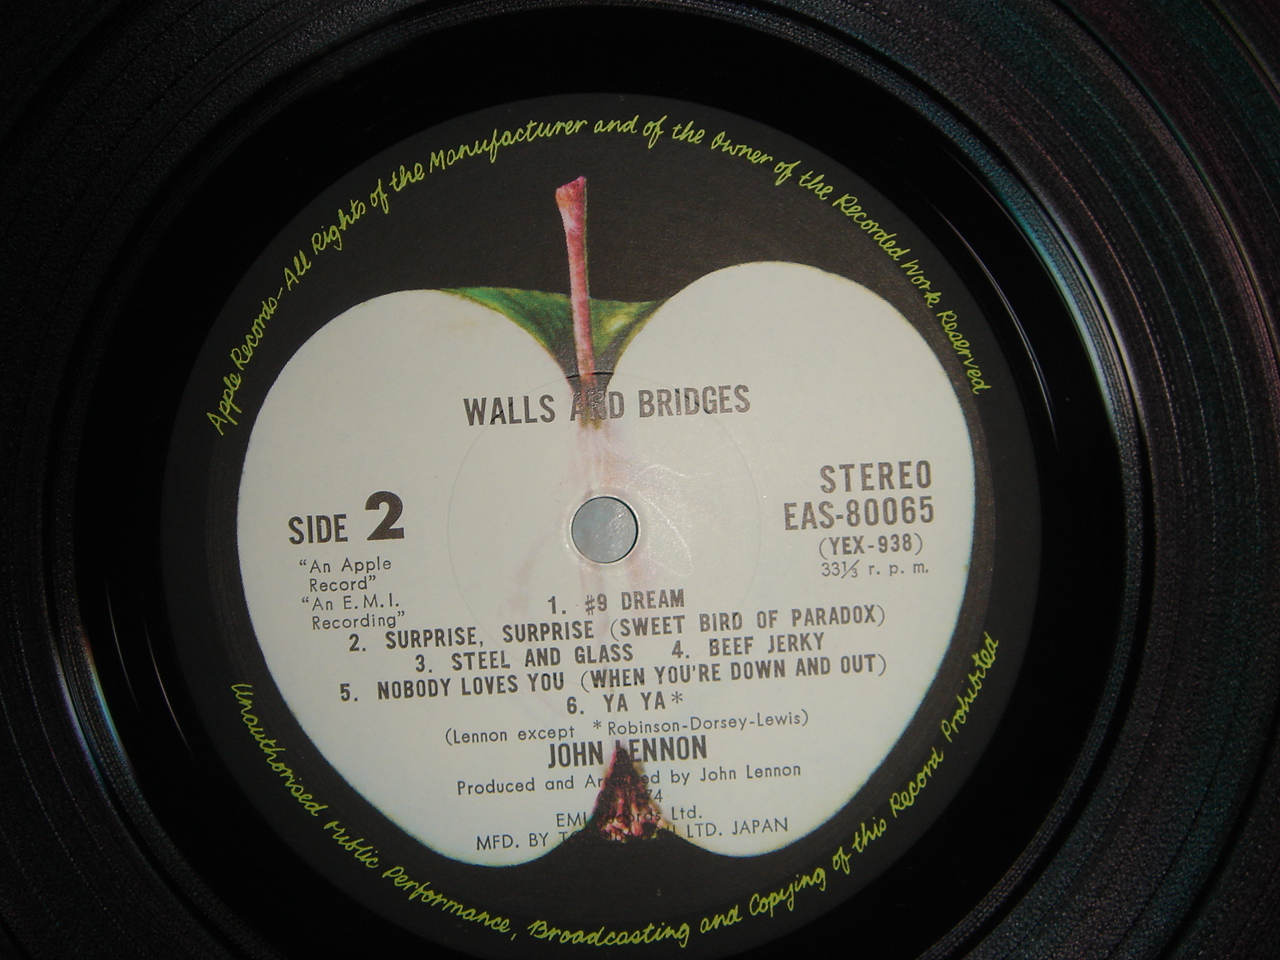 Apple Records-All Rights of the Manufacturer and of the Owner of the Recorded Work Reserved
WALLS AND BRIDGES
STEREO
EAS-80065
(YEX-938)
33⅓ r. p. m.
SIDE 2
"An Apple
Record"
"An E.M.I.
Recording"
1. #9 DREAM
2. SURPRISE, SURPRISE (SWEET BIRD OF PARADOX)
3. STEEL AND GLASS 4. BEEF JERKY
5. NOBODY LOVES YOU (WHEN YOU'RE DOWN AND OUT)
6. YA YA*
(Lennon except *Robinson-Dorsey-Lewis)
JOHN LENNON
Produced and Arranged by John Lennon
EMI Records Ltd.
MFD. BY LTD. JAPAN
Unauthorised Public Performance, Broadcasting and Copying of this Record Prohibited